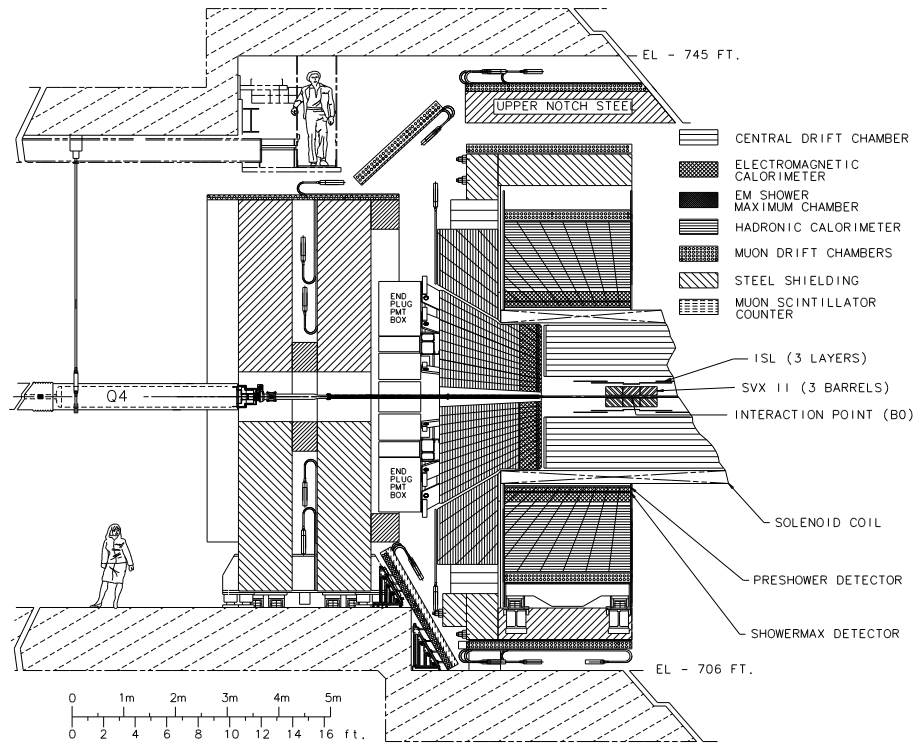 EL - 745 FT.
UPPER NOTCH STEEL
CENTRAL DRIFT CHAMBER
ELECTROMAGNETIC
CALORIMETER
EM SHOWER
MAXIMUM CHAMBER
HADRONIC CALORIMETER
MUON DRIFT CHAMBERS
STEEL SHIELDING
MUON SCINTILLATOR
COUNTER
END
PLUG
PMT
BOX
ISL (3 LAYERS)
Q4
SVX II (3 BARRELS)
INTERACTION POINT (B0)
END
PLUG
PMT
BOX
SOLENOID COIL
PRESHOWER DETECTOR
SHOWERMAX DETECTOR
EL - 706 FT.
0 1m 2m 3m 4m 5m
0 2 4 6 8 10 12 14 16 ft.